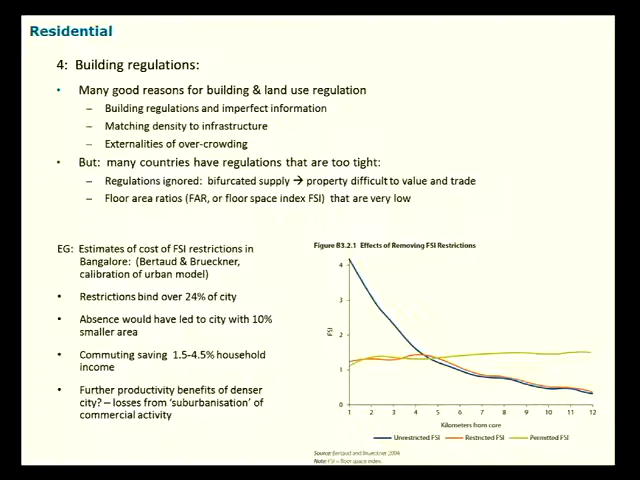 Residential
4: Building regulations:
• Many good reasons for building & land use regulation
– Building regulations and imperfect information
– Matching density to infrastructure
– Externalities of over-crowding
• But: many countries have regulations that are too tight:
– Regulations ignored: bifurcated supply → property difficult to value and trade
– Floor area ratios (FAR, or floor space index FSI) that are very low
EG: Estimates of cost of FSI restrictions in
Bangalore: (Bertaud & Brueckner,
calibration of urban model)
• Restrictions bind over 24% of city
• Absence would have led to city with 10%
smaller area
• Commuting saving 1.5-4.5% household
income
• Further productivity benefits of denser
city? – losses from 'suburbanisation' of
commercial activity
Figure B3.2.1 Effects of Removing FSI Restrictions
4
3
2
1
0
FSI
1 2 3 4 5 6 7 8 9 10 11 12
Kilometers from core
Unrestricted FSI Restricted FSI Permitted FSI
Source: Bertaud and Brueckner 2004.
Note: FSI = floor space index.